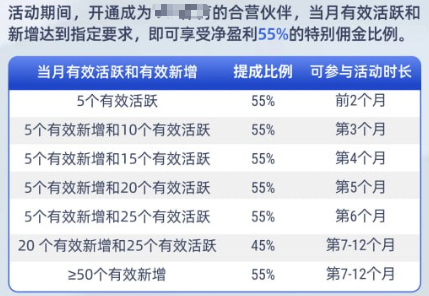 活动期间，开通成为的合营伙伴，当月有效活跃和
新增达到指定要求，即可享受净盈利55%的特别佣金比例。
当月有效活跃和有效新增 提成比例 可参与活动时长
5个有效活跃 55% 前2个月
5个有效新增和10个有效活跃 55% 第3个月
5个有效新增和15个有效活跃 55% 第4个月
5个有效新增和20个有效活跃 55% 第5个月
5个有效新增和25个有效活跃 55% 第6个月
20 个有效新增和25个有效活跃 45% 第7-12个月
≥50个有效新增 55% 第7-12个月